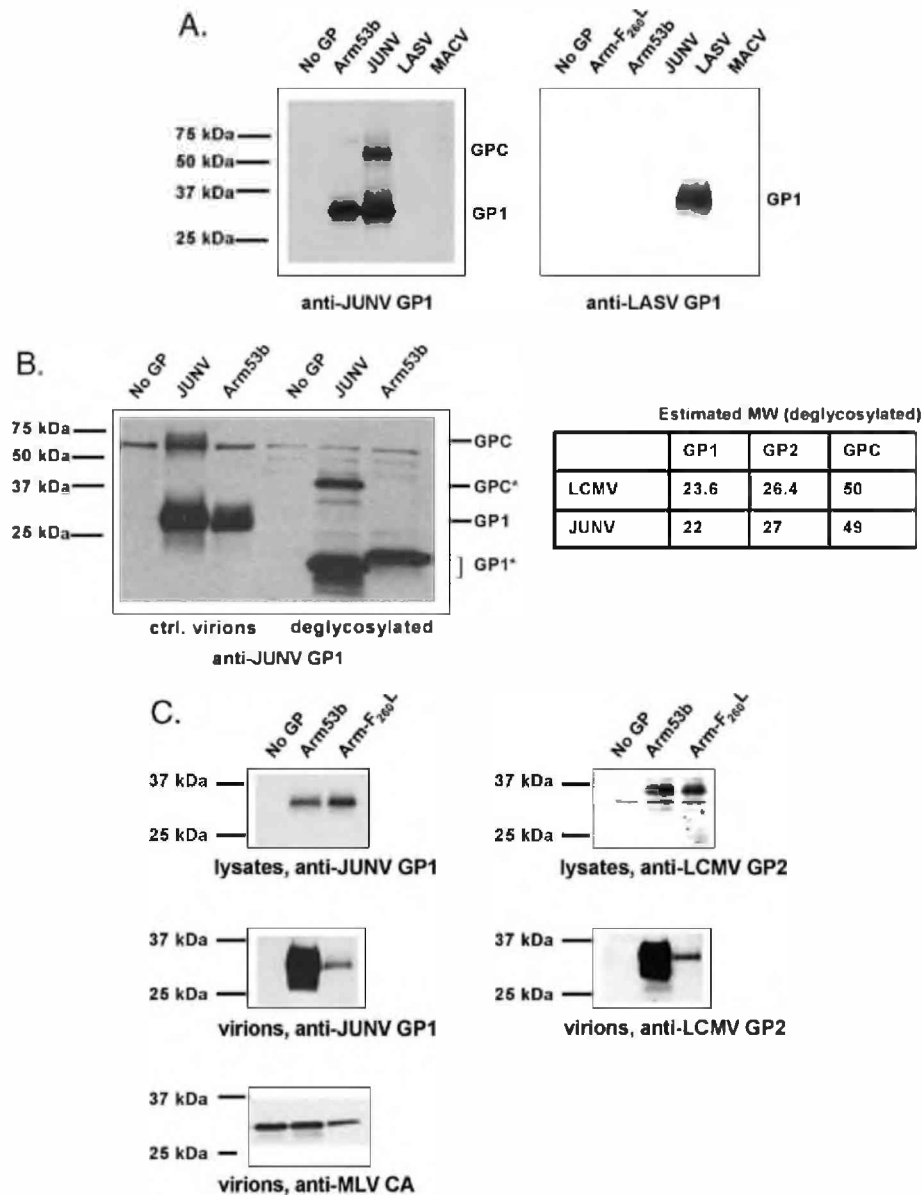 A.
No GP
Arm53b
JUNV
LASV
MACV
75 kDa
50 kDa
37 kDa
25 kDa
GPC
GP1
anti-JUNV GP1
No GP
Arm-F260L
Arm53b
JUNV
LASV
MACV
GP1
anti-LASV GP1
B.
No GP
JUNV
Arm53b
No GP
JUNV
Arm53b
75 kDa
50 kDa
37 kDa
25 kDa
GPC
GPC*
GP1
GP1*
ctrl. virions deglycosylated
anti-JUNV GP1
Estimated MW (deglycosylated)
GP1 GP2 GPC
LCMV 23.6 26.4 50
JUNV 22 27 49
C.
No GP
Arm53b
Arm-F260L
37 kDa
25 kDa
lysates, anti-JUNV GP1
No GP
Arm53b
Arm-F260L
37 kDa
25 kDa
lysates, anti-LCMV GP2
37 kDa
25 kDa
virions, anti-JUNV GP1
37 kDa
25 kDa
virions, anti-LCMV GP2
37 kDa
25 kDa
virions, anti-MLV CA